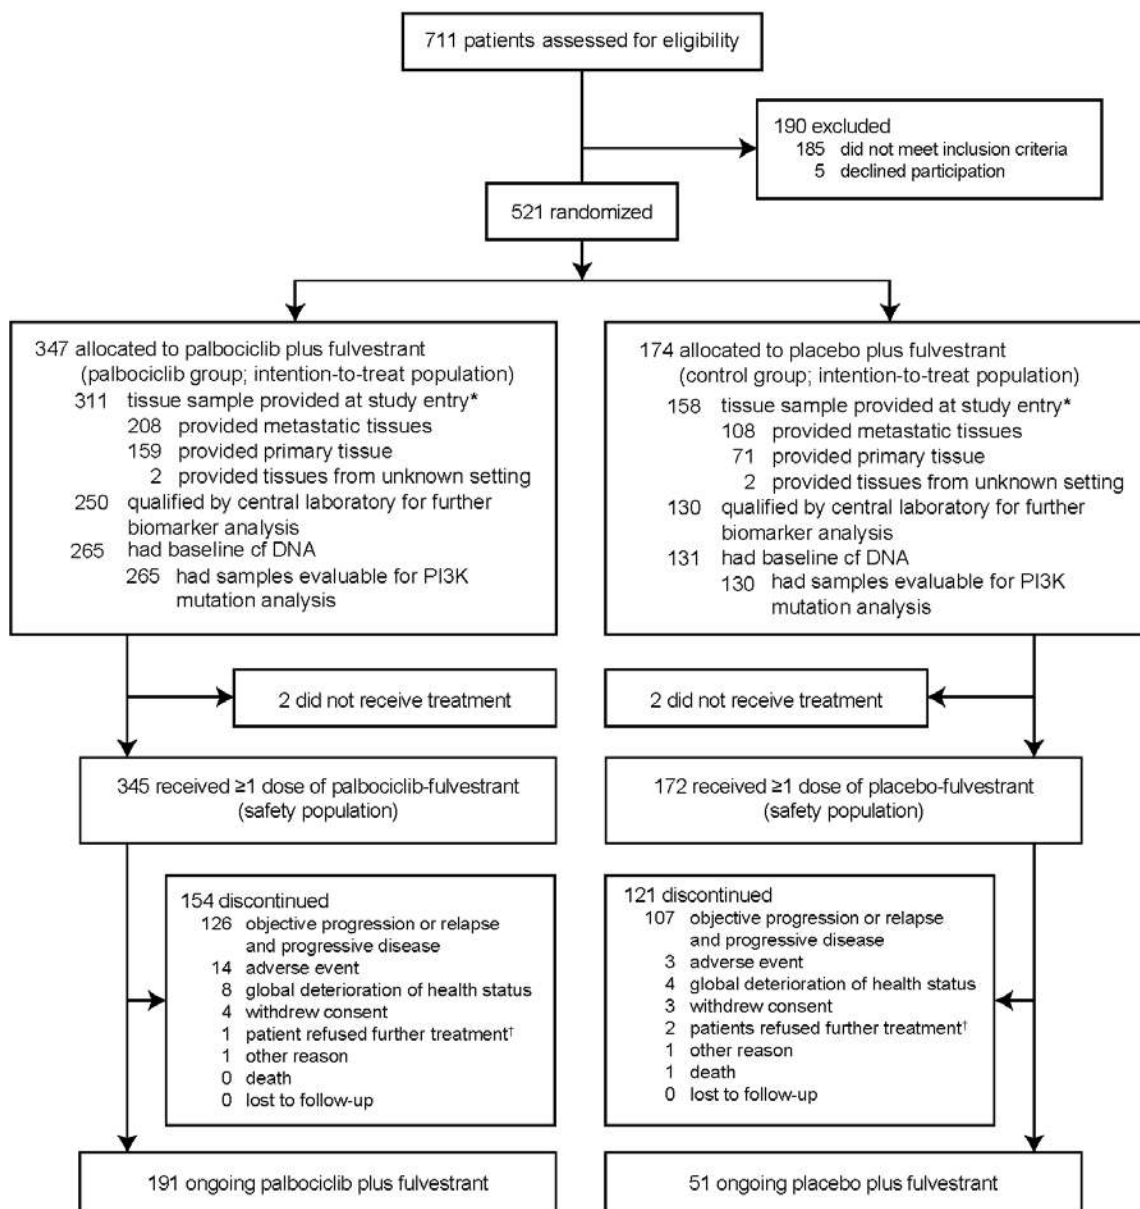 711 patients assessed for eligibility
190 excluded
185 did not meet inclusion criteria
5 declined participation
521 randomized
347 allocated to palbociclib plus fulvestrant
(palbociclib group; intention-to-treat population)
311 tissue sample provided at study entry*
208 provided metastatic tissues
159 provided primary tissue
2 provided tissues from unknown setting
250 qualified by central laboratory for further
biomarker analysis
265 had baseline cf DNA
265 had samples evaluable for PI3K
mutation analysis
174 allocated to placebo plus fulvestrant
(control group; intention-to-treat population)
158 tissue sample provided at study entry*
108 provided metastatic tissues
71 provided primary tissue
2 provided tissues from unknown setting
130 qualified by central laboratory for further
biomarker analysis
131 had baseline cf DNA
130 had samples evaluable for PI3K
mutation analysis
2 did not receive treatment
2 did not receive treatment
345 received ≥1 dose of palbociclib-fulvestrant
(safety population)
172 received ≥1 dose of placebo-fulvestrant
(safety population)
154 discontinued
126 objective progression or relapse
and progressive disease
14 adverse event
8 global deterioration of health status
4 withdrew consent
1 patient refused further treatment†
1 other reason
0 death
0 lost to follow-up
121 discontinued
107 objective progression or relapse
and progressive disease
3 adverse event
4 global deterioration of health status
3 withdrew consent
2 patients refused further treatment†
1 other reason
1 death
0 lost to follow-up
191 ongoing palbociclib plus fulvestrant
51 ongoing placebo plus fulvestrant